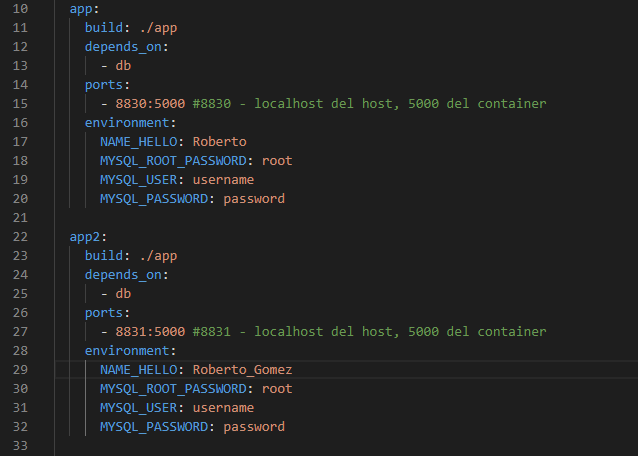 10 app:
11 build: ./app
12 depends_on:
13 - db
14 ports:
15 - 8830:5000 #8830 - localhost del host, 5000 del container
16 environment:
17 NAME_HELLO: Roberto
18 MYSQL_ROOT_PASSWORD: root
19 MYSQL_USER: username
20 MYSQL_PASSWORD: password
21
22 app2:
23 build: ./app
24 depends_on:
25 - db
26 ports:
27 - 8831:5000 #8831 - localhost del host, 5000 del container
28 environment:
29 NAME_HELLO: Roberto_Gomez
30 MYSQL_ROOT_PASSWORD: root
31 MYSQL_USER: username
32 MYSQL_PASSWORD: password
33